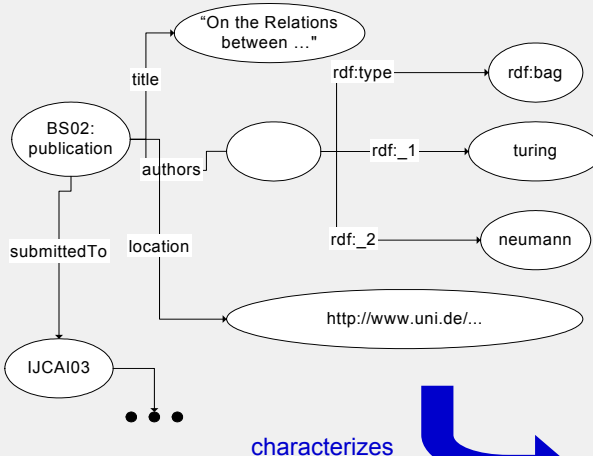 “On the Relations
between …"
title
rdf:type
rdf:bag
BS02:
publication
authors
rdf:_1
turing
submittedTo
location
rdf:_2
neumann
http://www.uni.de/...
IJCAI03
characterizes